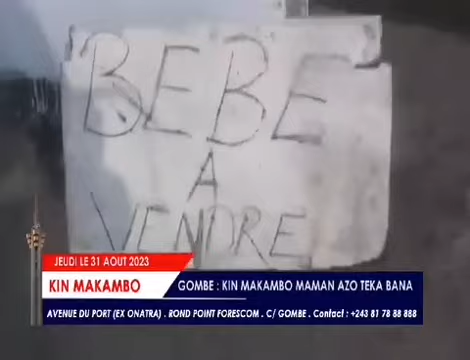 BEBE
A
VENDRE
JEUDI LE 31 AOUT 2023
KIN MAKAMBO
GOMBE : KIN MAKAMBO MAMAN AZO TEKA BANA
AVENUE DU PORT (EX ONATRA) . ROND POINT FORESCOM . C/ GOMBE . Contact : +243 81 78 88 888